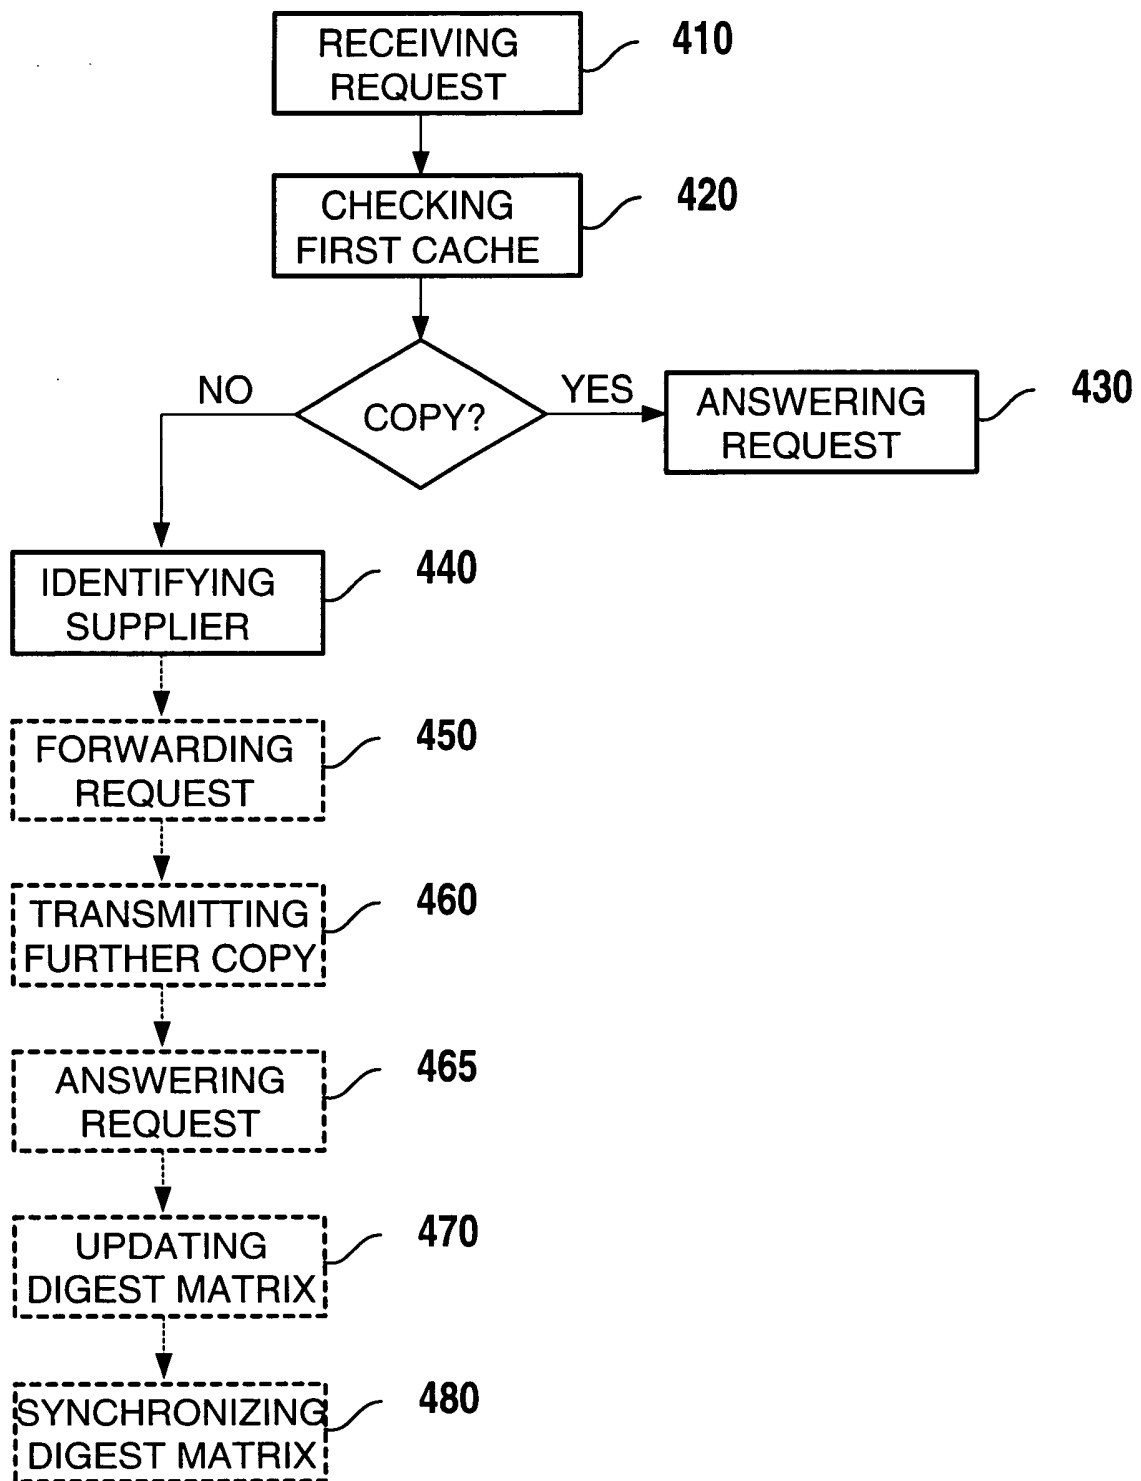 RECEIVING
REQUEST
410
CHECKING
FIRST CACHE
420
NO
COPY?
YES
ANSWERING
REQUEST
430
IDENTIFYING
SUPPLIER
440
FORWARDING
REQUEST
450
TRANSMITTING
FURTHER COPY
460
ANSWERING
REQUEST
465
UPDATING
DIGEST MATRIX
470
SYNCHRONIZING
DIGEST MATRIX
480